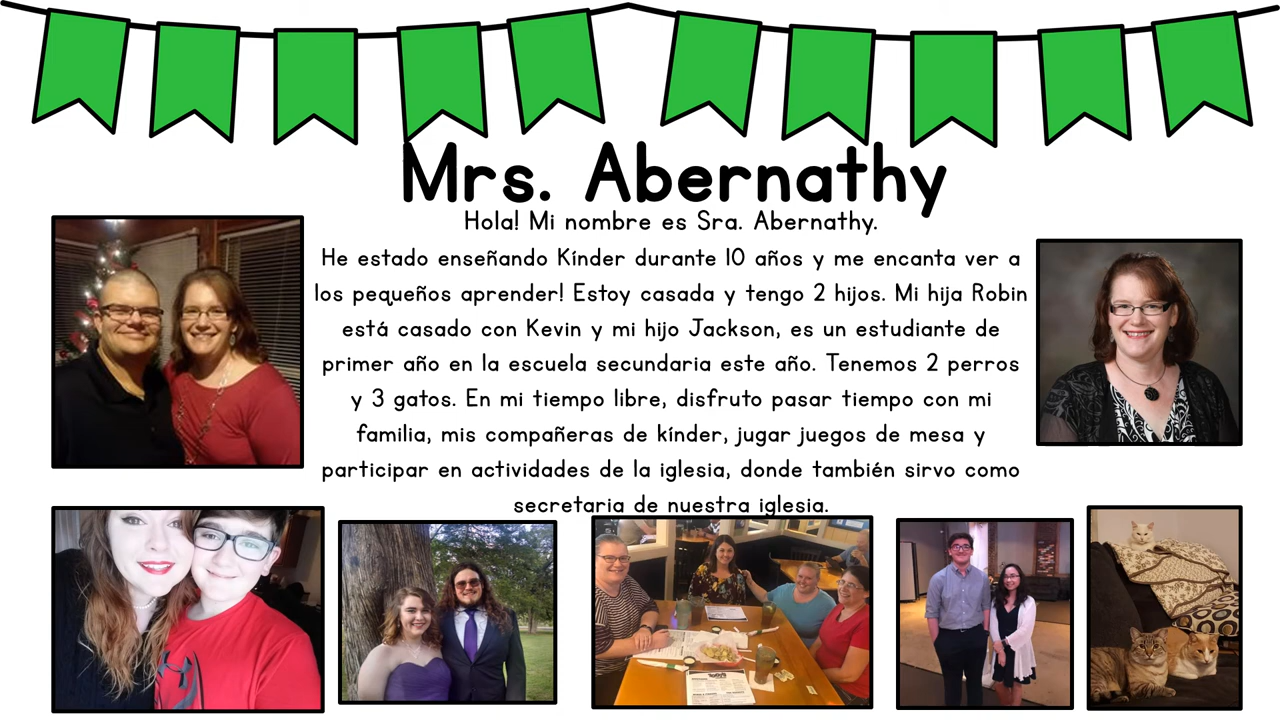 Mrs. Abernathy
Hola! Mi nombre es Sra. Abernathy.
He estado enseñando Kínder durante 10 años y me encanta ver a
los pequeños aprender! Estoy casada y tengo 2 hijos. Mi hija Robin
está casado con Kevin y mi hijo Jackson, es un estudiante de
primer año en la escuela secundaria este año. Tenemos 2 perros
y 3 gatos. En mi tiempo libre, disfruto pasar tiempo con mi
familia, mis compañeras de kínder, jugar juegos de mesa y
participar en actividades de la iglesia, donde también sirvo como
secretaria de nuestra iglesia.